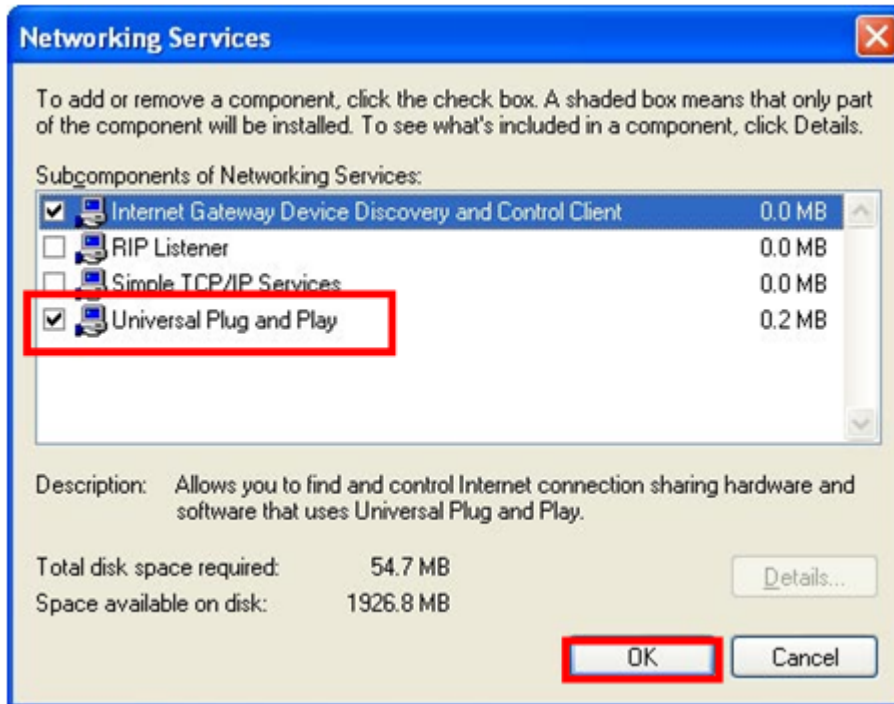 Networking Services
To add or remove a component, click the check box. A shaded box means that only part
of the component will be installed. To see what's included in a component, click Details.
Subcomponents of Networking Services:
Internet Gateway Device Discovery and Control Client 0.0 MB
RIP Listener 0.0 MB
Simple TCP/IP Services 0.0 MB
Universal Plug and Play 0.2 MB
Description: Allows you to find and control Internet connection sharing hardware and
software that uses Universal Plug and Play.
Total disk space required: 54.7 MB
Space available on disk: 1926.8 MB
Details...
OK Cancel